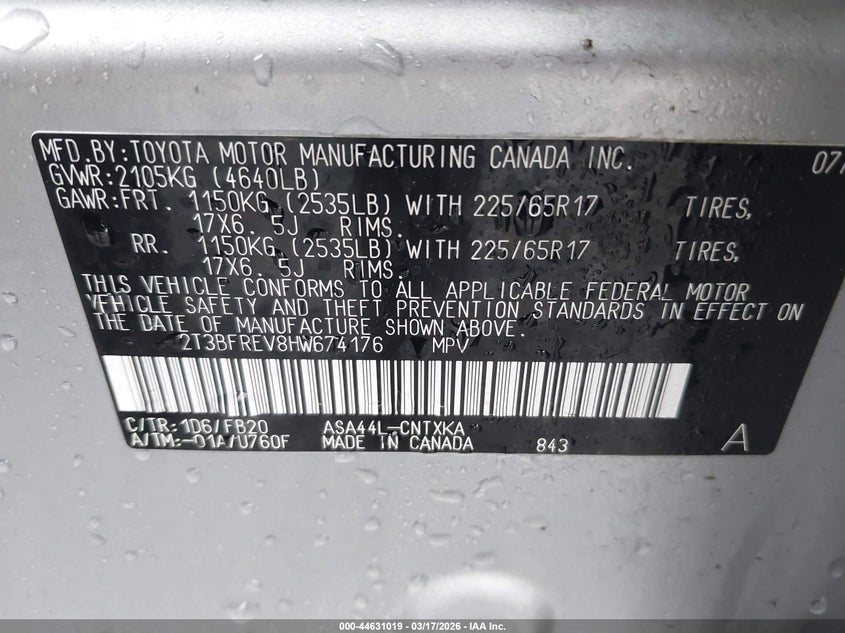 MFD.BY:TOYOTA MOTOR MANUFACTURING CANADA INC. 07/
GVWR:2105KG (4640LB)
GAWR:FRT. 1150KG (2535LB) WITH 225/65R17 TIRES,
17X6. 5J RIMS.
RR. 1150KG (2535LB) WITH 225/65R17 TIRES,
17X6. 5J RIMS.
THIS VEHICLE CONFORMS TO ALL APPLICABLE FEDERAL MOTOR
VEHICLE SAFETY AND THEFT PREVENTION STANDARDS IN EFFECT ON
THE DATE OF MANUFACTURE SHOWN ABOVE.
2T3BFREV8HW674176 MPV
C/TR:1D6/FB20 ASA44L-CNTXKA
A/TM:-01A/U760F MADE IN CANADA 843 A
000-44631019 — 03/17/2026 — IAA Inc.